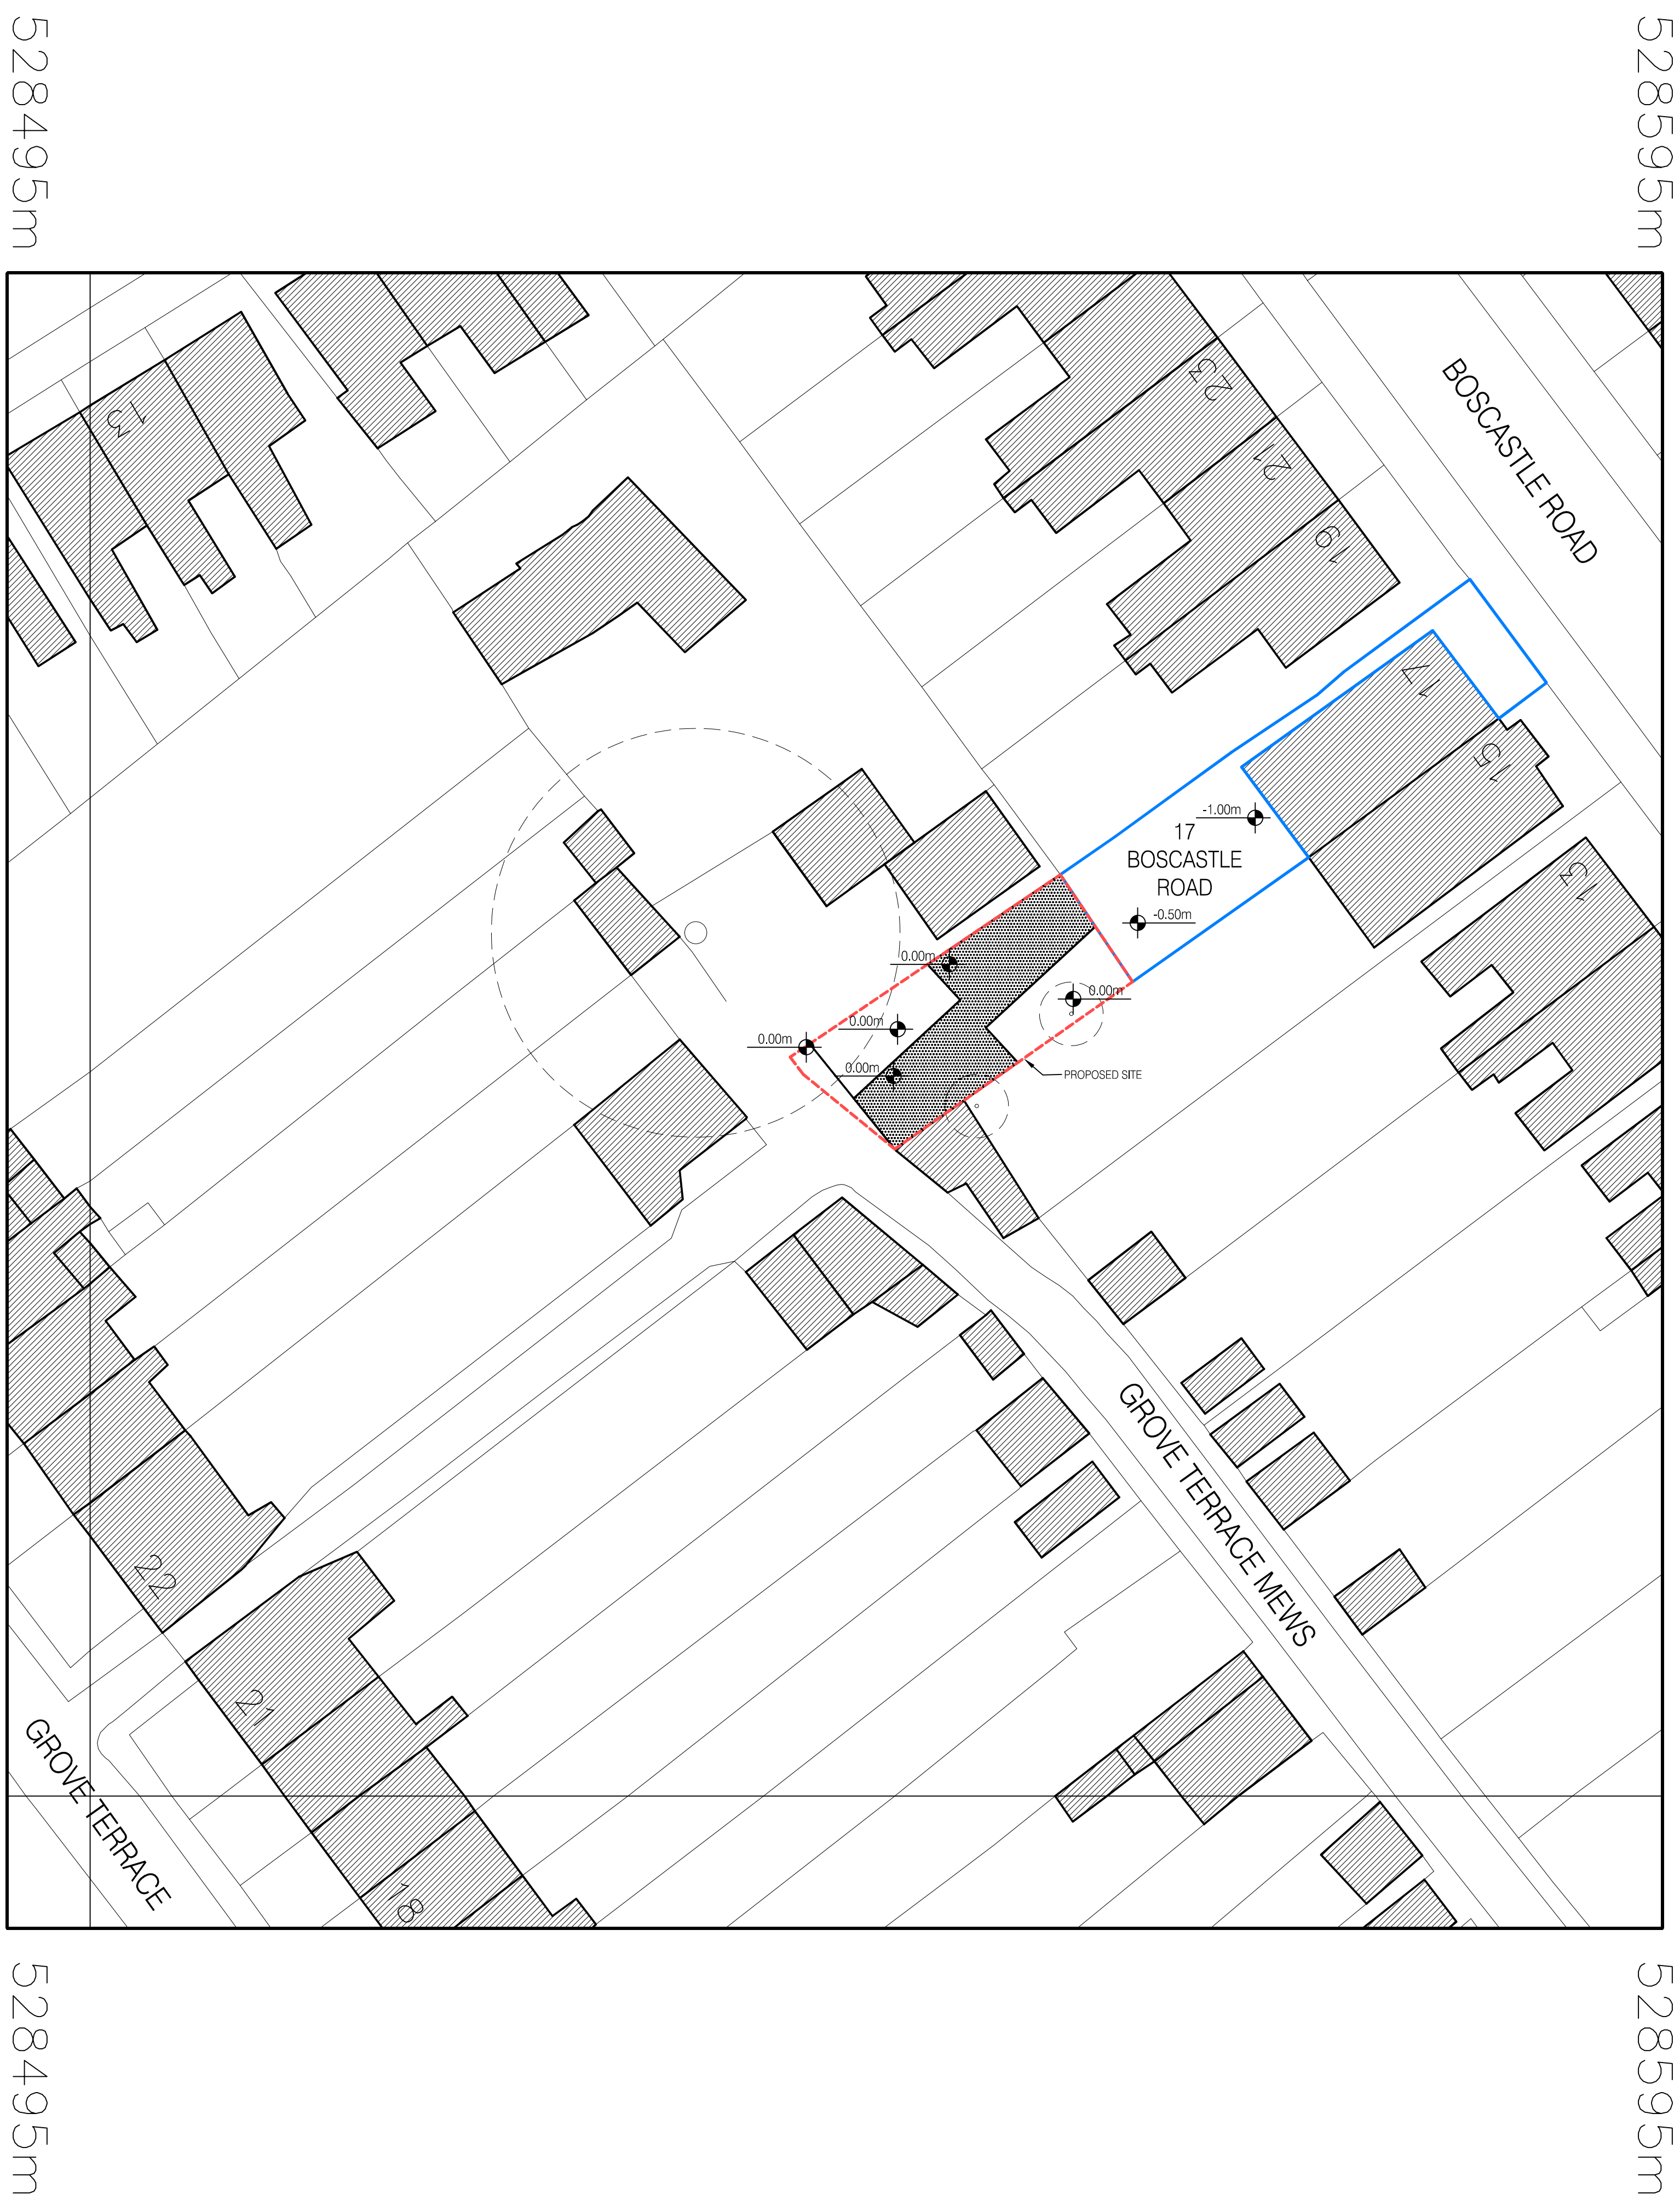 528495m
528595m
BOSCASTLE ROAD
13
23
21
19
17
15
13
-1.00m
17
BOSCASTLE
ROAD
-0.50m
0.00m
0.00m
0.00m
0.00m
0.00m
PROPOSED SITE
GROVE TERRACE MEWS
22
21
18
GROVE TERRACE
528495m
528595m